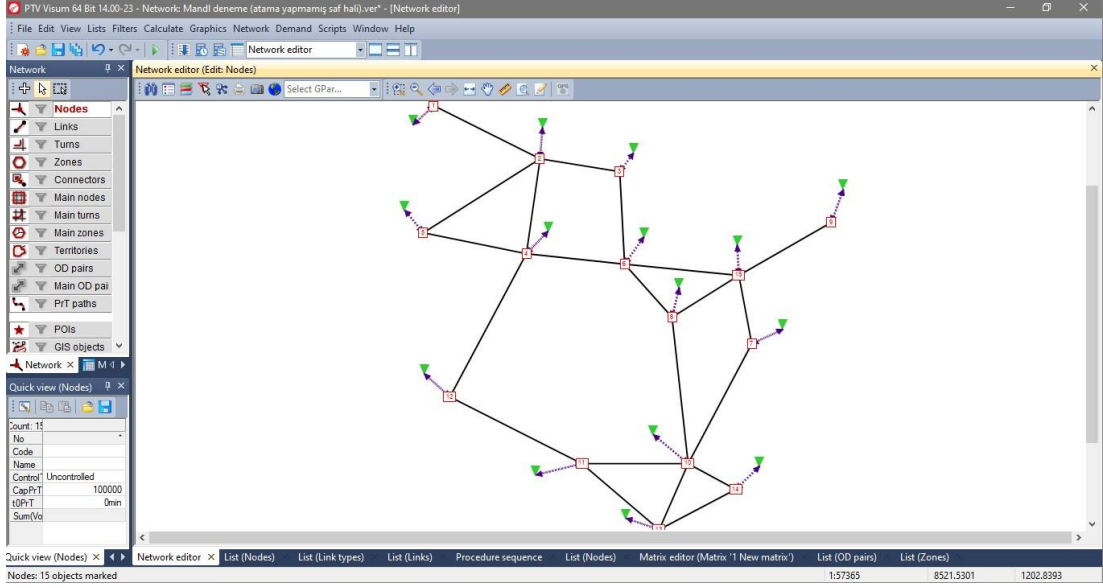 PTV Visum 64 Bit 14.00-23 - Network: Mandl deneme (atama yapmamış saf hali).ver* - [Network editor]
File Edit View Lists Filters Calculate Graphics Network Demand Scripts Window Help
Network editor
Network
Network editor (Edit: Nodes)
Select GPar...
Nodes
Links
Turns
Zones
Connectors
Main nodes
Main turns
Main zones
Territories
OD pairs
Main OD pai
PrT paths
POIs
GIS objects
Network M
1
2
3
5
4
6
9
15
8
7
12
11
10
14
13
Quick view (Nodes)
Count: 15
No *
Code
Name
ControlT Uncontrolled
CapPrT 100000
t0PrT 0min
Sum(Vo
Quick view (Nodes)
Network editor List (Nodes) List (Link types) List (Links) Procedure sequence List (Nodes) Matrix editor (Matrix '1 New matrix') List (OD pairs) List (Zones)
Nodes: 15 objects marked 1:57365 8521.5301 1202.8393